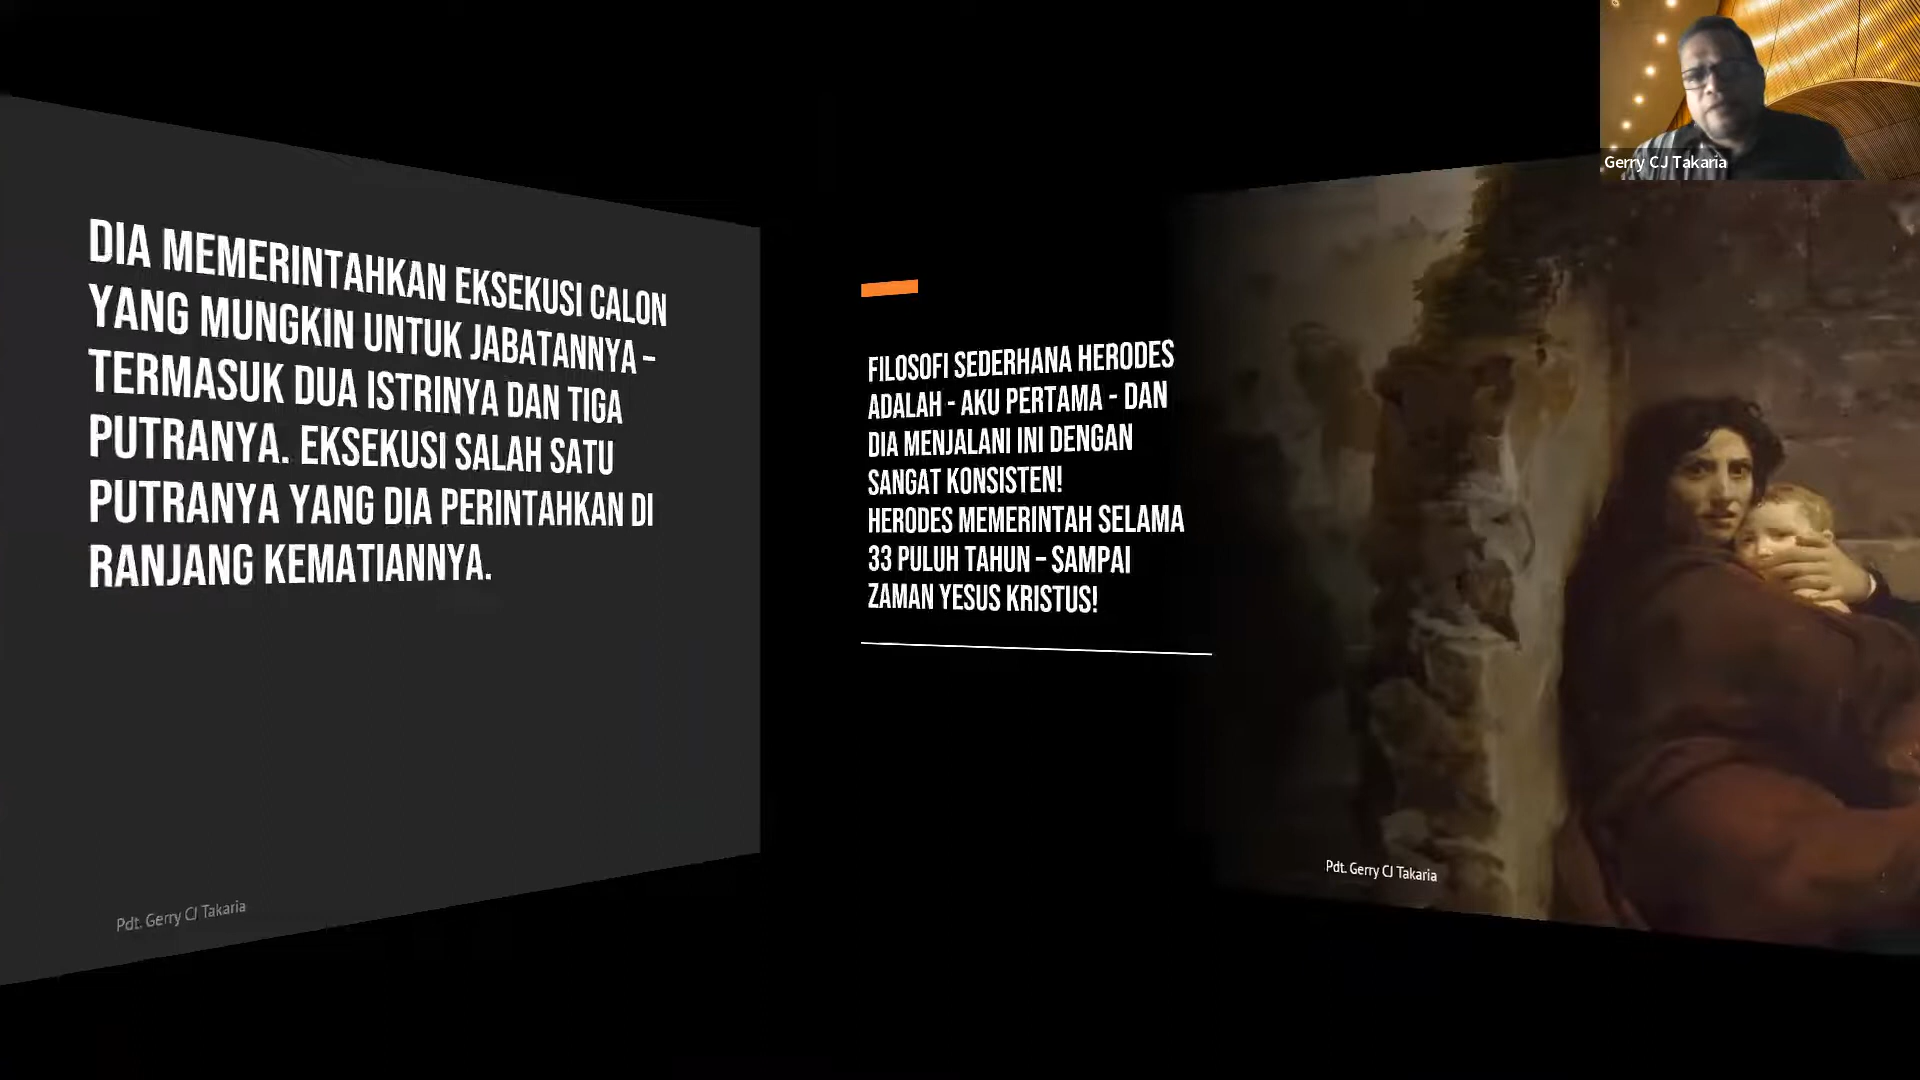 DIA MEMERINTAHKAN EKSEKUSI CALON
YANG MUNGKIN UNTUK JABATANNYA –
TERMASUK DUA ISTRINYA DAN TIGA
PUTRANYA. EKSEKUSI SALAH SATU
PUTRANYA YANG DIA PERINTAHKAN DI
RANJANG KEMATIANNYA.
Pdt. Gerry CJ Takaria
FILOSOFI SEDERHANA HERODES
ADALAH - AKU PERTAMA - DAN
DIA MENJALANI INI DENGAN
SANGAT KONSISTEN!
HERODES MEMERINTAH SELAMA
33 PULUH TAHUN – SAMPAI
ZAMAN YESUS KRISTUS!
Pdt. Gerry CJ Takaria
Gerry CJ Takaria